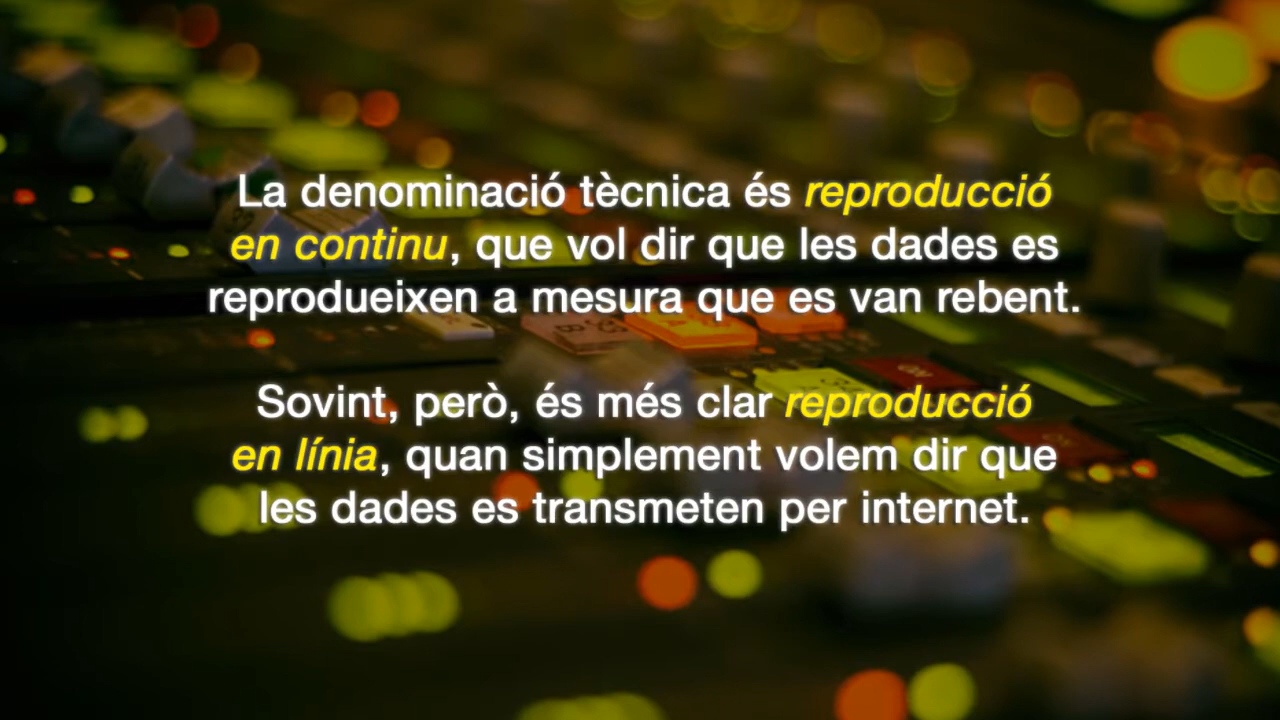 La denominació tècnica és reproducció
en continu, que vol dir que les dades es
reprodueixen a mesura que es van rebent.
Sovint, però, és més clar reproducció
en línia, quan simplement volem dir que
les dades es transmeten per internet.